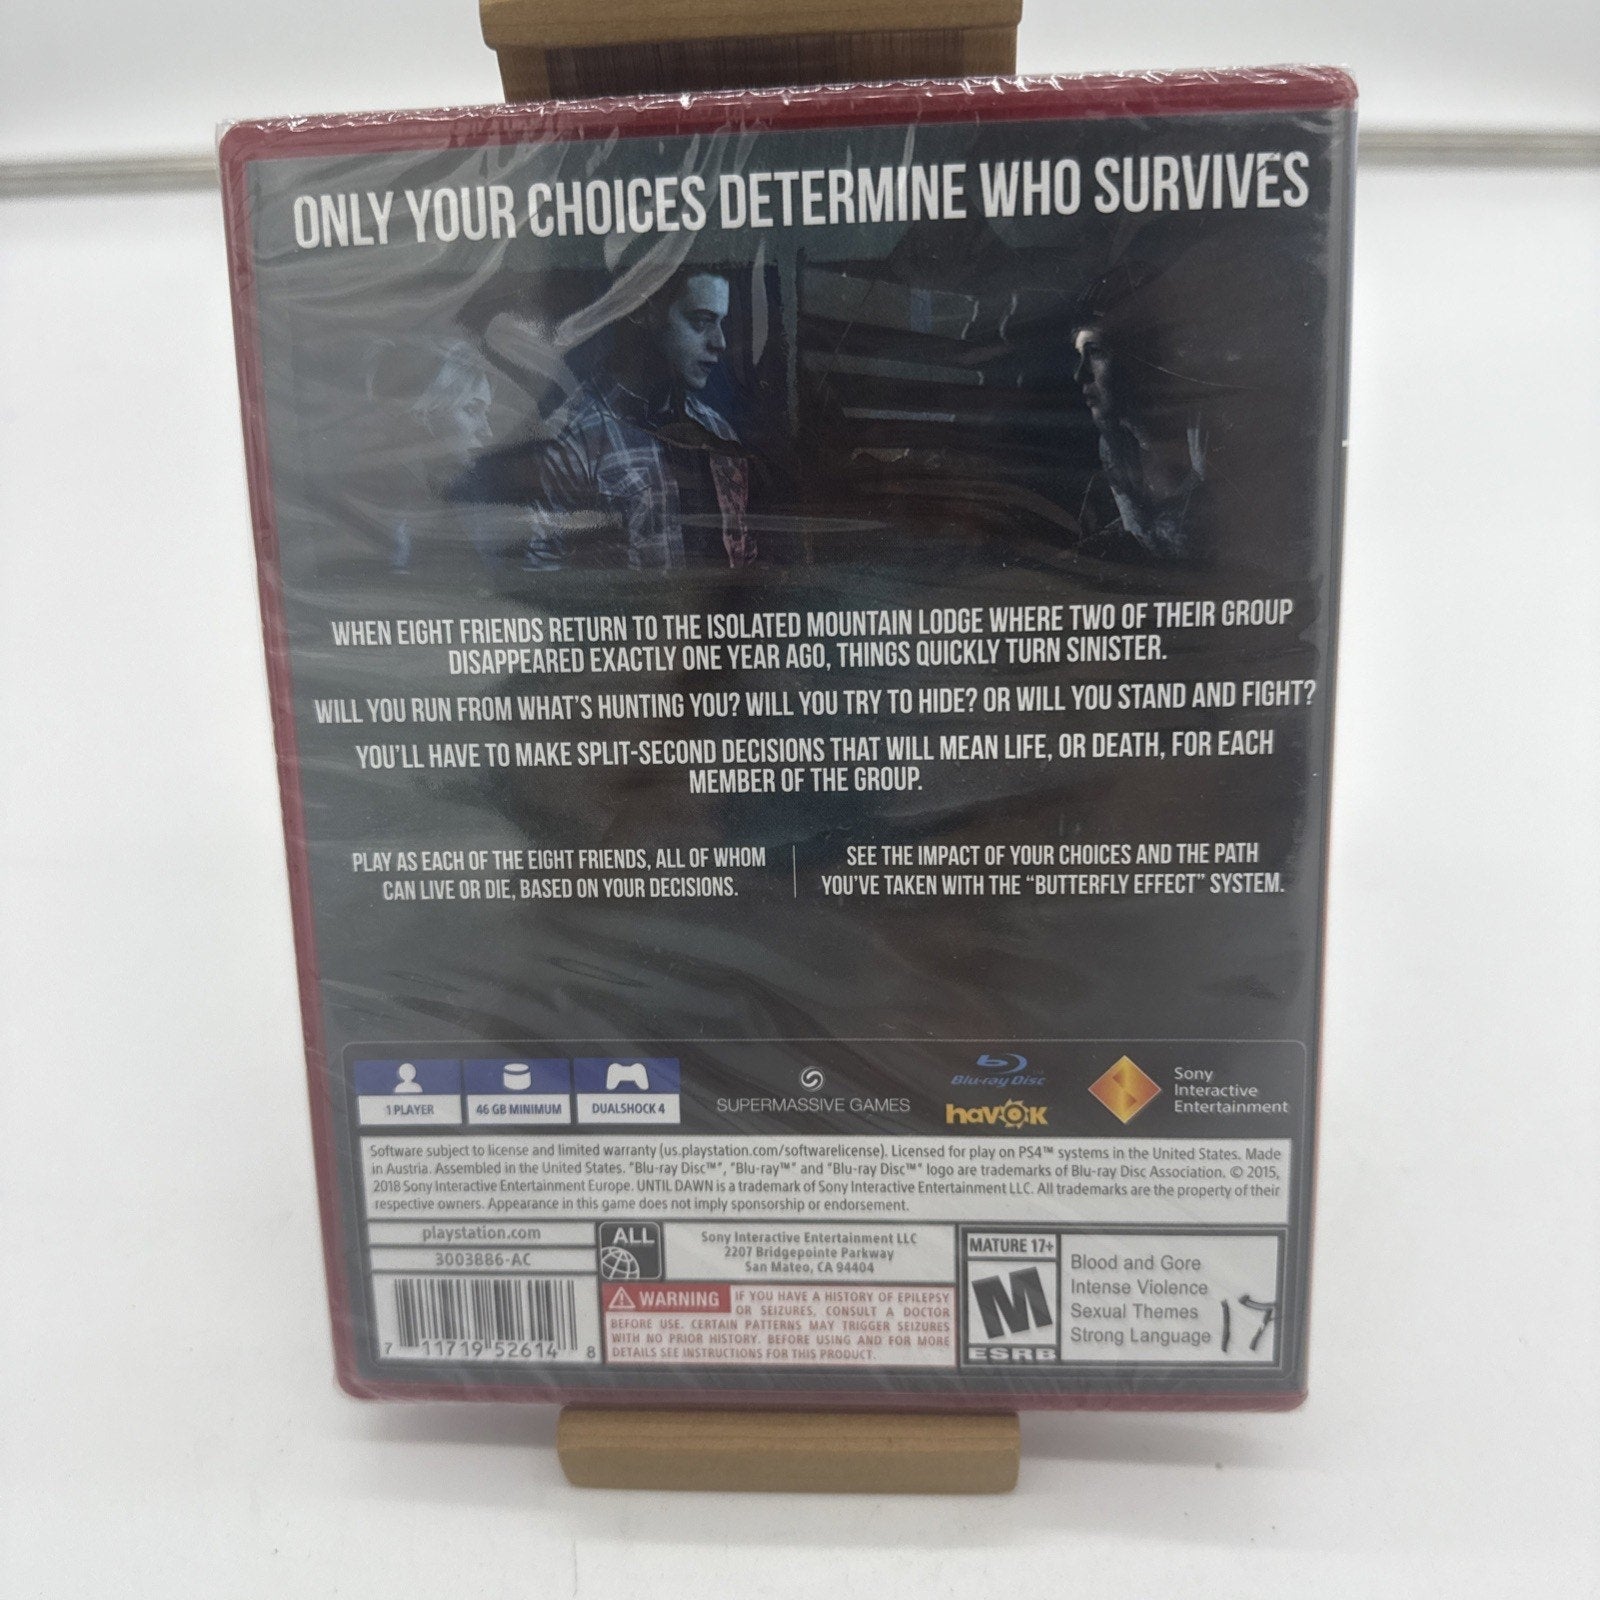 ONLY YOUR CHOICES DETERMINE WHO SURVIVES
WHEN EIGHT FRIENDS RETURN TO THE ISOLATED MOUNTAIN LODGE WHERE TWO OF THEIR GROUP
DISAPPEARED EXACTLY ONE YEAR AGO, THINGS QUICKLY TURN SINISTER.
WILL YOU RUN FROM WHAT'S HUNTING YOU? WILL YOU TRY TO HIDE? OR WILL YOU STAND AND FIGHT?
YOU'LL HAVE TO MAKE SPLIT-SECOND DECISIONS THAT WILL MEAN LIFE, OR DEATH, FOR EACH
MEMBER OF THE GROUP.
PLAY AS EACH OF THE EIGHT FRIENDS, ALL OF WHOM
CAN LIVE OR DIE, BASED ON YOUR DECISIONS.
SEE THE IMPACT OF YOUR CHOICES AND THE PATH
YOU'VE TAKEN WITH THE “BUTTERFLY EFFECT” SYSTEM.
1 PLAYER
46 GB MINIMUM
DUALSHOCK 4
SUPERMASSIVE GAMES
Blu-ray Disc
havok
Sony
Interactive
Entertainment
Software subject to license and limited warranty (us.playstation.com/softwarelicense). Licensed for play on PS4™ systems in the United States. Made
in Austria. Assembled in the United States. "Blu-ray Disc™", "Blu-ray™" and "Blu-ray Disc™" logo are trademarks of Blu-ray Disc Association. © 2015,
2018 Sony Interactive Entertainment Europe. UNTIL DAWN is a trademark of Sony Interactive Entertainment LLC. All trademarks are the property of their
respective owners. Appearance in this game does not imply sponsorship or endorsement.
playstation.com
3003886-AC
7 11719 52614 8
ALL
Sony Interactive Entertainment LLC
2207 Bridgepointe Parkway
San Mateo, CA 94404
WARNING IF YOU HAVE A HISTORY OF EPILEPSY
OR SEIZURES, CONSULT A DOCTOR
BEFORE USE. CERTAIN PATTERNS MAY TRIGGER SEIZURES
WITH NO PRIOR HISTORY. BEFORE USING AND FOR MORE
DETAILS SEE INSTRUCTIONS FOR THIS PRODUCT.
MATURE 17+
M
ESRB
Blood and Gore
Intense Violence
Sexual Themes
Strong Language
17